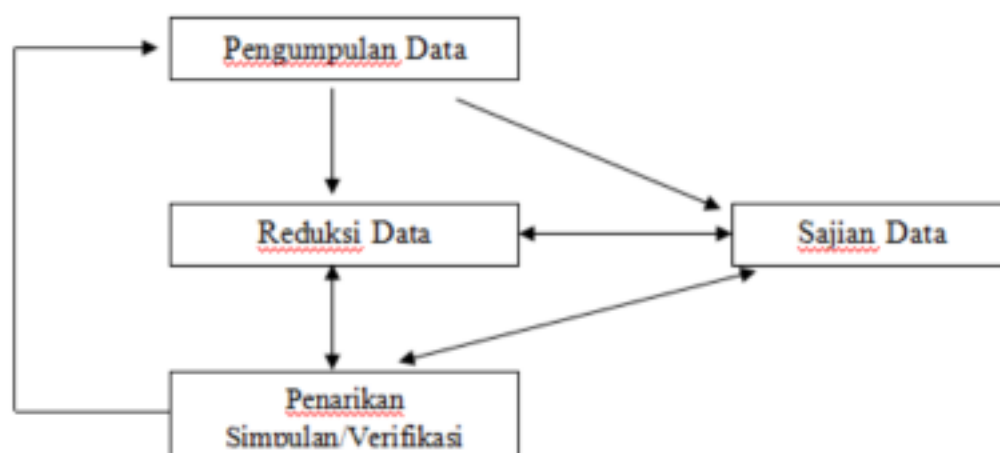 Pengumpulan Data
Reduksi Data
Sajian Data
Penarikan
Simpulan/Verifikasi